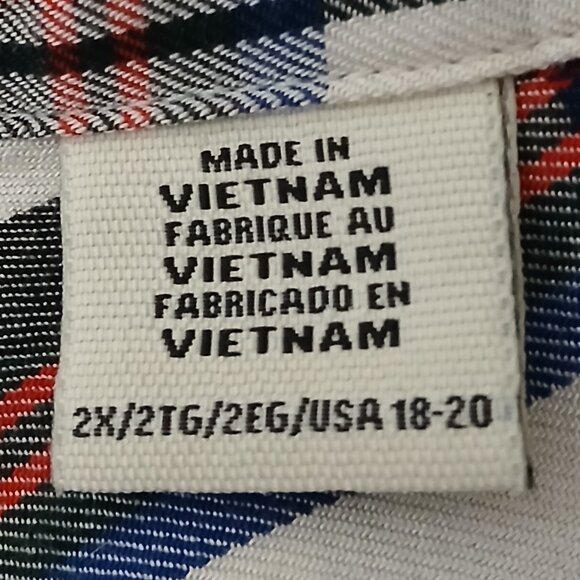 MADE IN
VIETNAM
FABRIQUE AU
VIETNAM
FABRICADO EN
VIETNAM
2X/2TG/2EG/USA 18-20